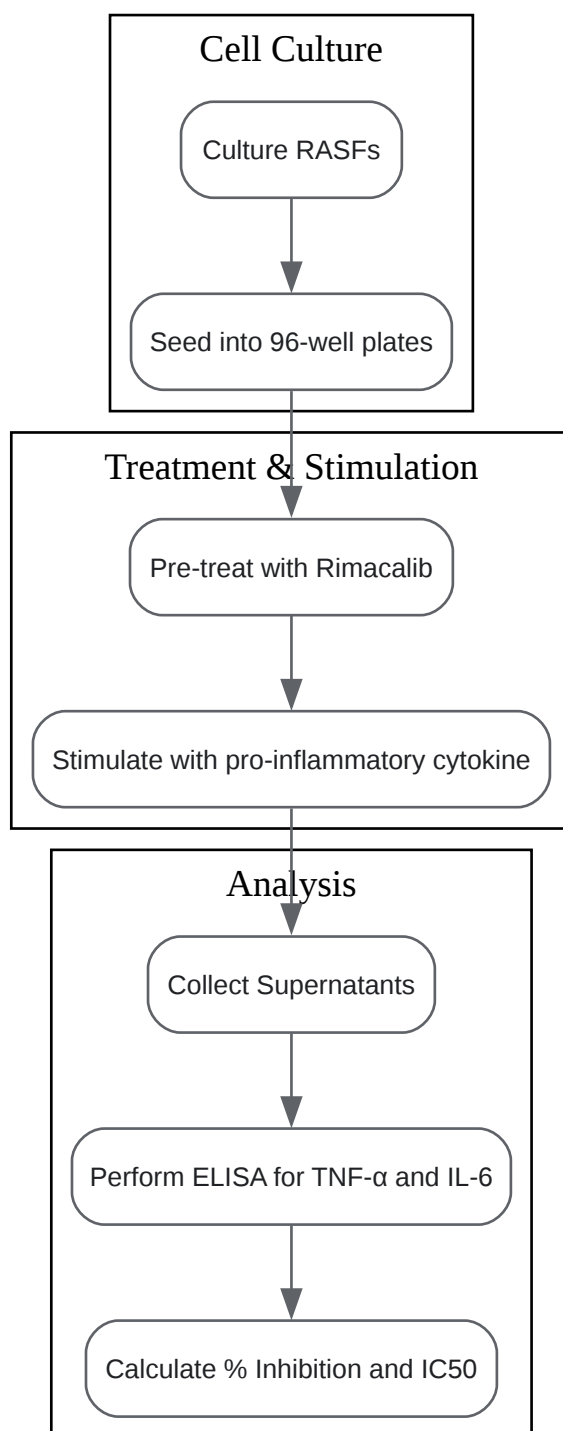 Cell Culture
Culture RASFs
Seed into 96-well plates
Treatment & Stimulation
Pre-treat with Rimacalib
Stimulate with pro-inflammatory cytokine
Analysis
Collect Supernatants
Perform ELISA for TNF-α and IL-6
Calculate % Inhibition and IC50